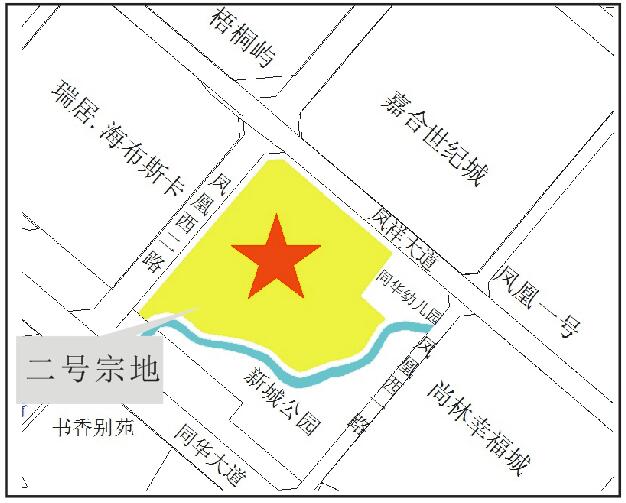 梧桐屿
瑞居.海布斯卡
嘉合世纪城
凤凰西二路
凤祥大道
同华幼儿园
凤凰一号
二号宗地
新城公园
凤凰西一路
尚林幸福城
书香别苑
同华大道